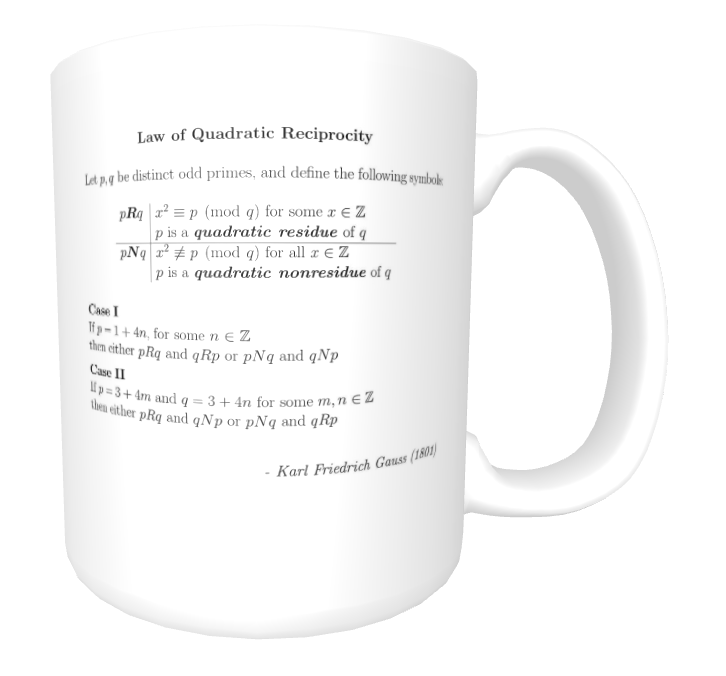 Law of Quadratic Reciprocity
Let p, q be distinct odd primes, and define the following symbols
pRq x² ≡ p (mod q) for some x ∈ ℤ
p is a quadratic residue of q
pNq x² ≢ p (mod q) for all x ∈ ℤ
p is a quadratic nonresidue of q
Case I
If p = 1 + 4n, for some n ∈ ℤ
then either pRq and qRp or pNq and qNp
Case II
If p = 3 + 4m and q = 3 + 4n for some m, n ∈ ℤ
then either pRq and qNp or pNq and qRp
- Karl Friedrich Gauss (1801)